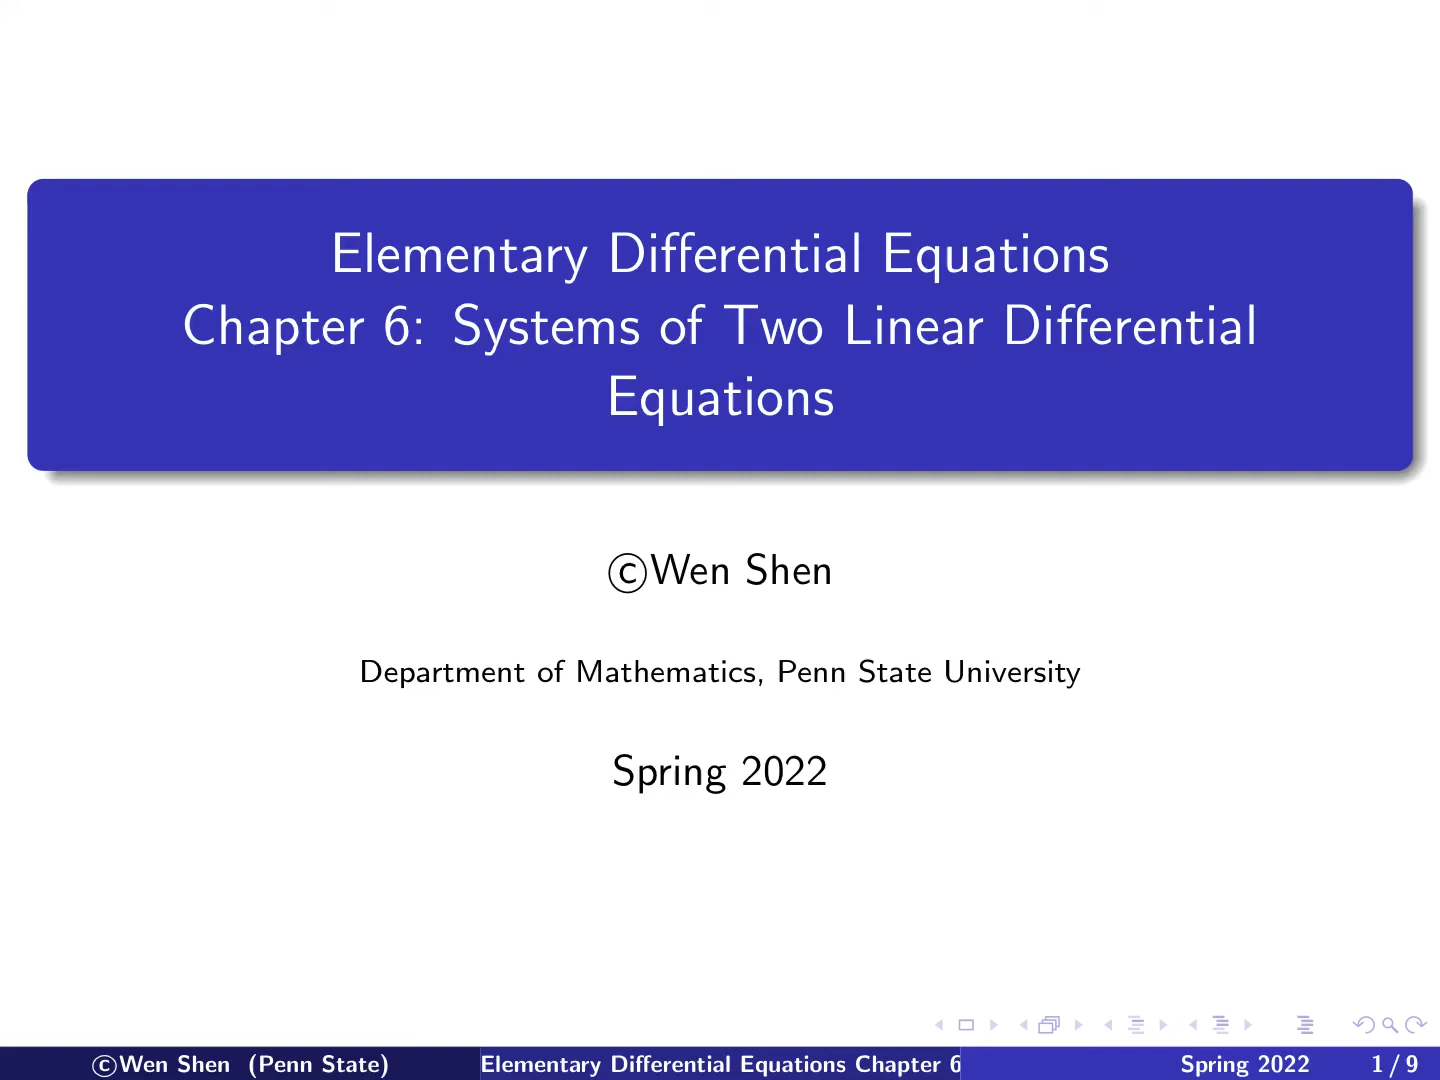 Elementary Differential Equations
Chapter 6: Systems of Two Linear Differential
Equations
©Wen Shen
Department of Mathematics, Penn State University
Spring 2022
©Wen Shen (Penn State)
Elementary Differential Equations Chapter 6
Spring 2022
1 / 9